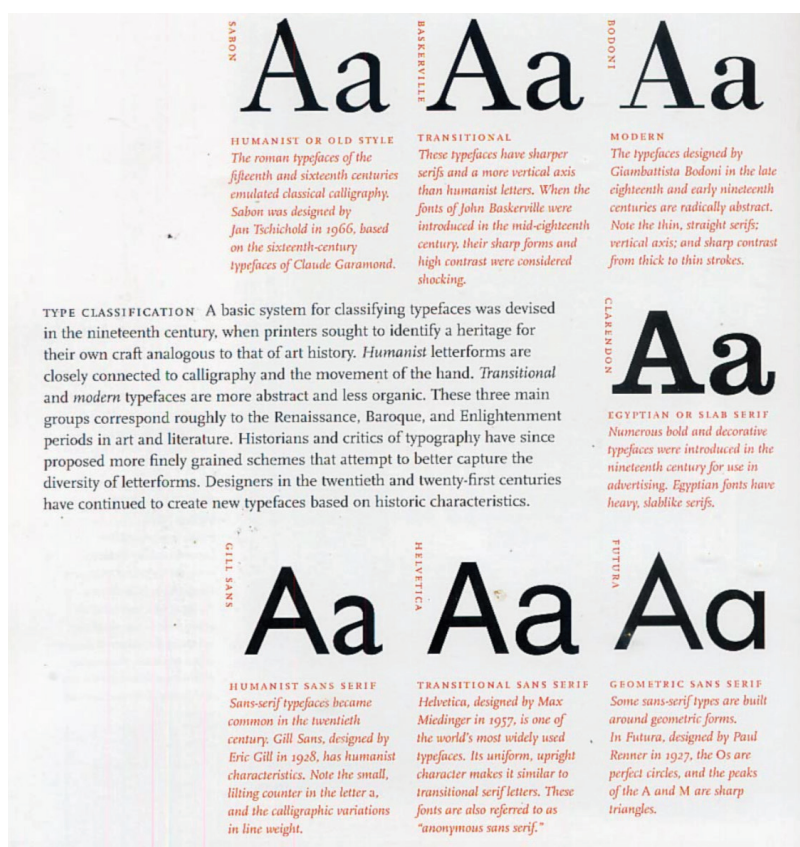 SABON
Aa
HUMANIST OR OLD STYLE
The roman typefaces of the
fifteenth and sixteenth centuries
emulated classical calligraphy.
Sabon was designed by
Jan Tschichold in 1966, based
on the sixteenth-century
typefaces of Claude Garamond.
BASKERVILLE
Aa
TRANSITIONAL
These typefaces have sharper
serifs and a more vertical axis
than humanist letters. When the
fonts of John Baskerville were
introduced in the mid-eighteenth
century, their sharp forms and
high contrast were considered
shocking.
BODONI
Aa
MODERN
The typefaces designed by
Giambattista Bodoni in the late
eighteenth and early nineteenth
centuries are radically abstract.
Note the thin, straight serifs;
vertical axis; and sharp contrast
from thick to thin strokes.
TYPE CLASSIFICATION A basic system for classifying typefaces was devised
in the nineteenth century, when printers sought to identify a heritage for
their own craft analogous to that of art history. Humanist letterforms are
closely connected to calligraphy and the movement of the hand. Transitional
and modern typefaces are more abstract and less organic. These three main
groups correspond roughly to the Renaissance, Baroque, and Enlightenment
periods in art and literature. Historians and critics of typography have since
proposed more finely grained schemes that attempt to better capture the
diversity of letterforms. Designers in the twentieth and twenty-first centuries
have continued to create new typefaces based on historic characteristics.
CLARENDON
Aa
EGYPTIAN OR SLAB SERIF
Numerous bold and decorative
typefaces were introduced in the
nineteenth century for use in
advertising. Egyptian fonts have
heavy, slablike serifs.
GILL SANS
Aa
HUMANIST SANS SERIF
Sans-serif typefaces became
common in the twentieth
century. Gill Sans, designed by
Eric Gill in 1928, has humanist
characteristics. Note the small,
lilting counter in the letter a,
and the calligraphic variations
in line weight.
HELVETICA
Aa
TRANSITIONAL SANS SERIF
Helvetica, designed by Max
Miedinger in 1957, is one of
the world's most widely used
typefaces. Its uniform, upright
character makes it similar to
transitional serif letters. These
fonts are also referred to as
"anonymous sans serif."
FUTURA
Aa
GEOMETRIC SANS SERIF
Some sans-serif types are built
around geometric forms.
In Futura, designed by Paul
Renner in 1927, the Os are
perfect circles, and the peaks
of the A and M are sharp
triangles.